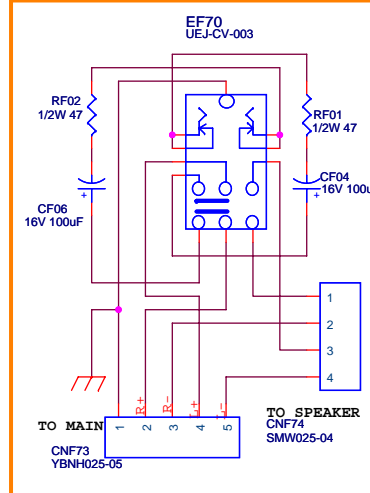 EF70
UEJ-CV-003
RF02
1/2W 47
RF01
1/2W 47
CF06
16V 100uF
CF04
16V 100u
+
+
1
2
3
4
R+
R-
L+
L-
1
2
3
4
5
TO MAIN
CNF73
YBNH025-05
TO SPEAKER
CNF74
SMW025-04